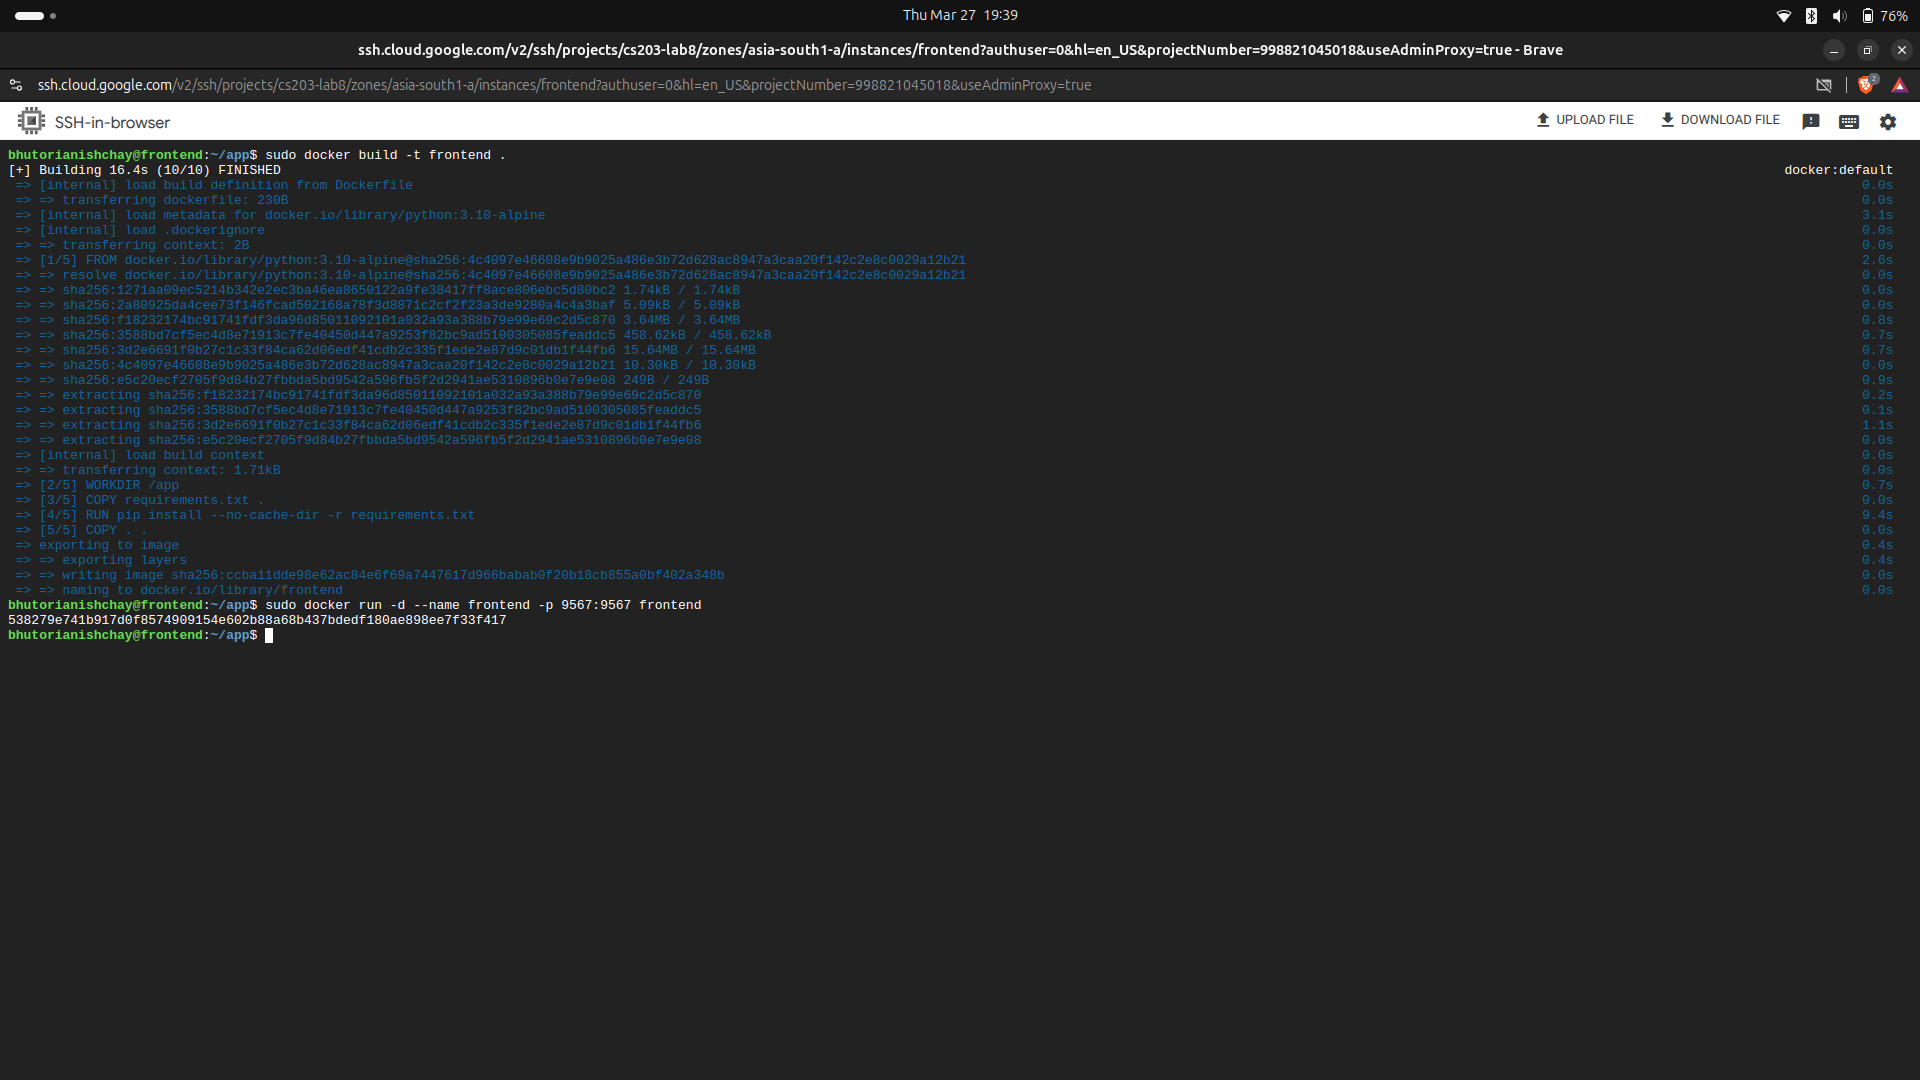 Thu Mar 27 19:39
76%
ssh.cloud.google.com/v2/ssh/projects/cs203-lab8/zones/asia-south1-a/instances/frontend?authuser=0&hl=en_US&projectNumber=998821045018&useAdminProxy=true - Brave
ssh.cloud.google.com/v2/ssh/projects/cs203-lab8/zones/asia-south1-a/instances/frontend?authuser=0&hl=en_US&projectNumber=998821045018&useAdminProxy=true
2
SSH-in-browser
UPLOAD FILE
DOWNLOAD FILE
bhutorianishchay@frontend:~/app$ sudo docker build -t frontend .
[+] Building 16.4s (10/10) FINISHED docker:default
=> [internal] load build definition from Dockerfile 0.0s
=> => transferring dockerfile: 230B 0.0s
=> [internal] load metadata for docker.io/library/python:3.10-alpine 3.1s
=> [internal] load .dockerignore 0.0s
=> => transferring context: 2B 0.0s
=> [1/5] FROM docker.io/library/python:3.10-alpine@sha256:4c4097e46608e9b9025a486e3b72d628ac8947a3caa20f142c2e8c0029a12b21 2.6s
=> => resolve docker.io/library/python:3.10-alpine@sha256:4c4097e46608e9b9025a486e3b72d628ac8947a3caa20f142c2e8c0029a12b21 0.0s
=> => sha256:1271aa09ec5214b342e2ec3ba46ea8650122a9fe38417ff8ace806ebc5d80bc2 1.74kB / 1.74kB 0.0s
=> => sha256:2a80925da4cee73f146fcad502168a78f3d8871c2cf2f23a3de9280a4c4a3baf 5.09kB / 5.09kB 0.0s
=> => sha256:f18232174bc91741fdf3da96d85011092101a032a93a388b79e99e69c2d5c870 3.64MB / 3.64MB 0.8s
=> => sha256:3588bd7cf5ec4d8e71913c7fe40450d447a9253f82bc9ad5100305085feaddc5 458.62kB / 458.62kB 0.7s
=> => sha256:3d2e6691f0b27c1c33f84ca62d06edf41cdb2c335f1ede2e87d9c01db1f44fb6 15.64MB / 15.64MB 0.7s
=> => sha256:4c4097e46608e9b9025a486e3b72d628ac8947a3caa20f142c2e8c0029a12b21 10.30kB / 10.30kB 0.0s
=> => sha256:e5c20ecf2705f9d84b27fbbda5bd9542a596fb5f2d2941ae5310896b0e7e9e08 249B / 249B 0.9s
=> => extracting sha256:f18232174bc91741fdf3da96d85011092101a032a93a388b79e99e69c2d5c870 0.2s
=> => extracting sha256:3588bd7cf5ec4d8e71913c7fe40450d447a9253f82bc9ad5100305085feaddc5 0.1s
=> => extracting sha256:3d2e6691f0b27c1c33f84ca62d06edf41cdb2c335f1ede2e87d9c01db1f44fb6 1.1s
=> => extracting sha256:e5c20ecf2705f9d84b27fbbda5bd9542a596fb5f2d2941ae5310896b0e7e9e08 0.0s
=> [internal] load build context 0.0s
=> => transferring context: 1.71kB 0.0s
=> [2/5] WORKDIR /app 0.7s
=> [3/5] COPY requirements.txt . 0.0s
=> [4/5] RUN pip install --no-cache-dir -r requirements.txt 9.4s
=> [5/5] COPY . . 0.0s
=> exporting to image 0.4s
=> => exporting layers 0.4s
=> => writing image sha256:ccba11dde98e62ac84e6f69a7447617d966babab0f20b18cb855a0bf402a348b 0.0s
=> => naming to docker.io/library/frontend 0.0s
bhutorianishchay@frontend:~/app$ sudo docker run -d --name frontend -p 9567:9567 frontend
538279e741b917d0f8574909154e602b88a68b437bdedf180ae898ee7f33f417
bhutorianishchay@frontend:~/app$